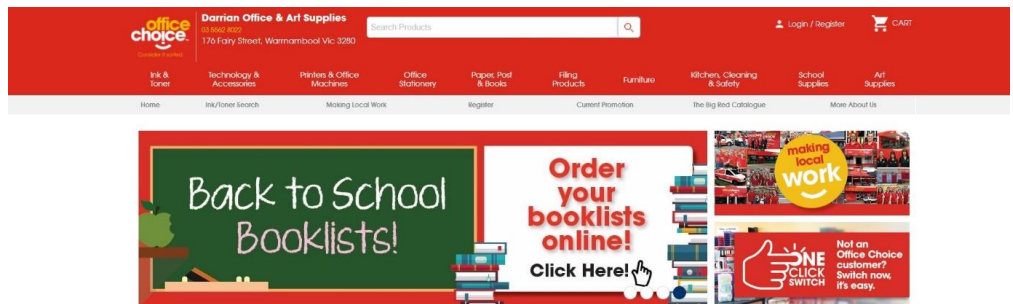 office
choice
Consider it sorted.
Darrian Office & Art Supplies
03 5562 8022
176 Fairy Street, Warrnambool Vic 3280
Search Products
Login / Register
CART
Ink &
Toner
Technology &
Accessories
Printers & Office
Machines
Office
Stationery
Paper, Post
& Books
Filing
Products
Furniture
Kitchen, Cleaning
& Safety
School
Supplies
Art
Supplies
Home
Ink/Toner Search
Making Local Work
Register
Current Promotion
The Big Red Catalogue
More About Us
Back to School
Booklists!
Order
your
booklists
online!
Click Here!
making
local
work
ONE
CLICK
SWITCH
Not an
Office Choice
customer?
Switch now,
it's easy.